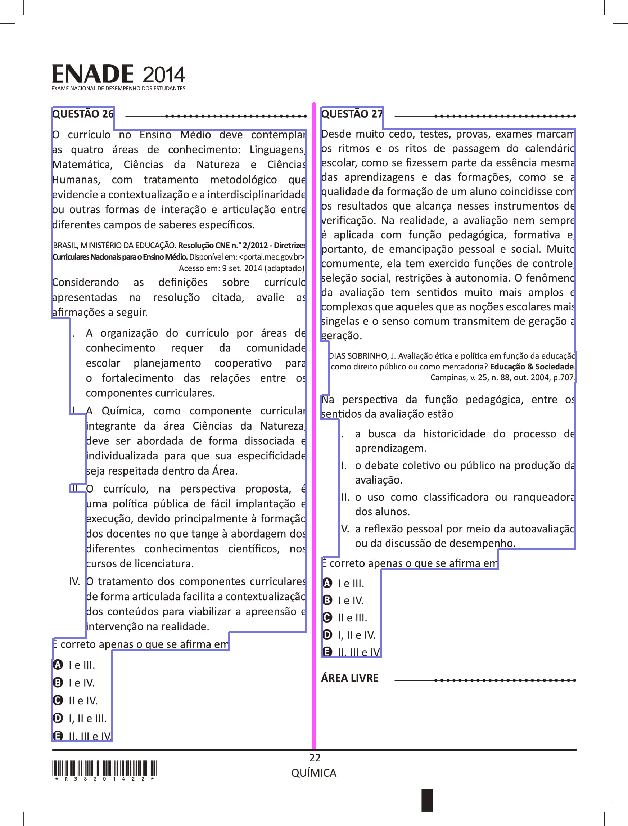 ENADE 2014
EXAME NACIONAL DE DESEMPENHO DOS ESTUDANTES
QUESTÃO 26
O currículo no Ensino Médio deve contemplar
as quatro áreas de conhecimento: Linguagens,
Matemática, Ciências da Natureza e Ciências
Humanas, com tratamento metodológico que
evidencie a contextualização e a interdisciplinaridade
ou outras formas de interação e articulação entre
diferentes campos de saberes específicos.
BRASIL, MINISTÉRIO DA EDUCAÇÃO. Resolução CNE n.° 2/2012 - Diretrizes
Curriculares Nacionais para o Ensino Médio. Disponível em: <portal.mec.gov.br>
Acesso em: 9 set. 2014 (adaptado)
Considerando as definições sobre currículo
apresentadas na resolução citada, avalie as
afirmações a seguir.
I. A organização do currículo por áreas de
conhecimento requer da comunidade
escolar planejamento cooperativo para
o fortalecimento das relações entre os
componentes curriculares.
II. A Química, como componente curricular
integrante da área Ciências da Natureza,
deve ser abordada de forma dissociada e
individualizada para que sua especificidade
seja respeitada dentro da Área.
III. O currículo, na perspectiva proposta, é
uma política pública de fácil implantação e
execução, devido principalmente à formação
dos docentes no que tange à abordagem dos
diferentes conhecimentos científicos, nos
cursos de licenciatura.
IV. O tratamento dos componentes curriculares
de forma articulada facilita a contextualização
dos conteúdos para viabilizar a apreensão e
intervenção na realidade.
É correto apenas o que se afirma em
A I e III.
B I e IV.
C II e IV.
D I, II e III.
E II, III e IV
QUESTÃO 27
Desde muito cedo, testes, provas, exames marcam
os ritmos e os ritos de passagem do calendário
escolar, como se fizessem parte da essência mesma
das aprendizagens e das formações, como se a
qualidade da formação de um aluno coincidisse com
os resultados que alcança nesses instrumentos de
verificação. Na realidade, a avaliação nem sempre
é aplicada com função pedagógica, formativa e,
portanto, de emancipação pessoal e social. Muito
comumente, ela tem exercido funções de controle,
seleção social, restrições à autonomia. O fenômeno
da avaliação tem sentidos muito mais amplos e
complexos que aqueles que as noções escolares mais
singelas e o senso comum transmitem de geração a
geração.
DIAS SOBRINHO, J. Avaliação ética e política em função da educação
como direito público ou como mercadoria? Educação & Sociedade.
Campinas, v. 25, n. 88, out. 2004, p.707.
Na perspectiva da função pedagógica, entre os
sentidos da avaliação estão
I. a busca da historicidade do processo de
aprendizagem.
II. o debate coletivo ou público na produção da
avaliação.
III. o uso como classificadora ou ranqueadora
dos alunos.
IV. a reflexão pessoal por meio da autoavaliação
ou da discussão de desempenho.
É correto apenas o que se afirma em
A I e III.
B I e IV.
C II e III.
D I, II e IV.
E II, III e IV
ÁREA LIVRE
22
QUÍMICA